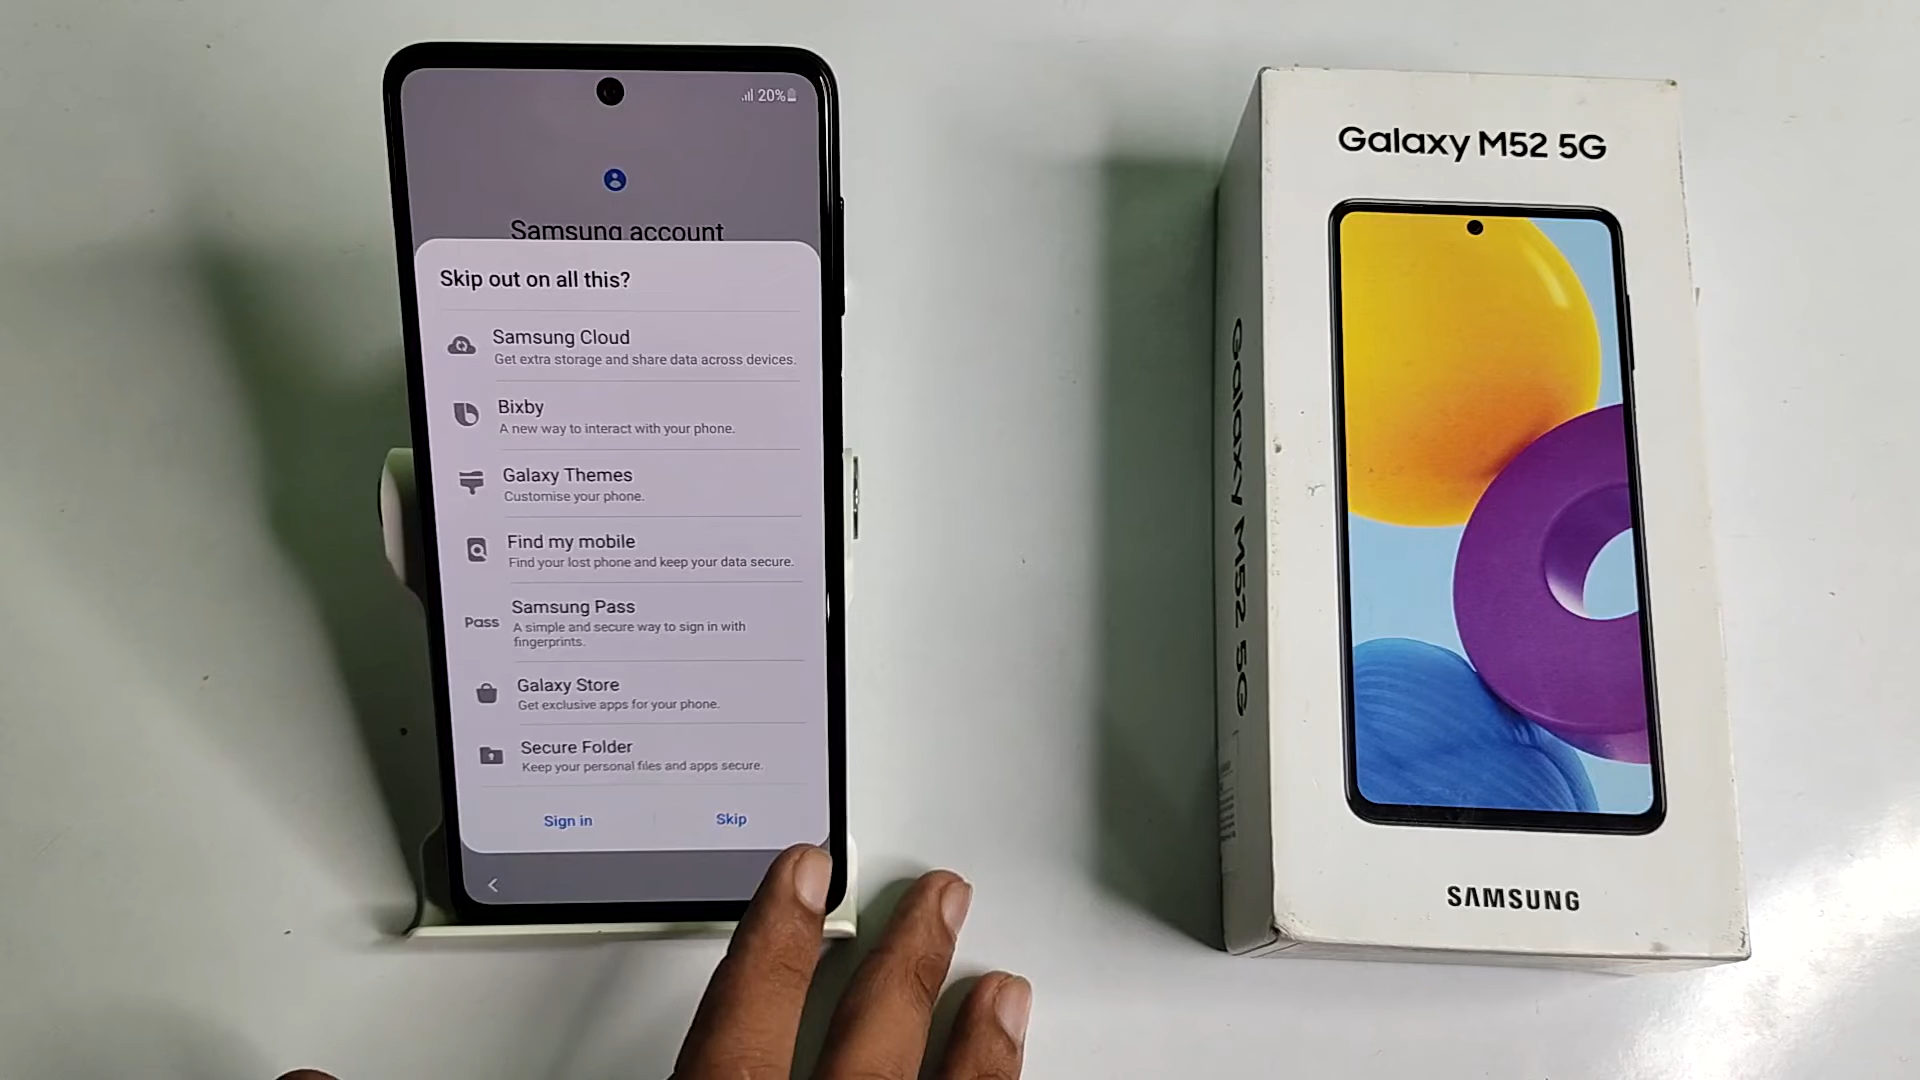 20%
Samsung account
Skip out on all this?
Samsung Cloud
Get extra storage and share data across devices.
Bixby
A new way to interact with your phone.
Galaxy Themes
Customise your phone.
Find my mobile
Find your lost phone and keep your data secure.
Pass
Samsung Pass
A simple and secure way to sign in with
fingerprints.
Galaxy Store
Get exclusive apps for your phone.
Secure Folder
Keep your personal files and apps secure.
Sign in
Skip
Galaxy M52 5G
Galaxy M52 5G
SAMSUNG